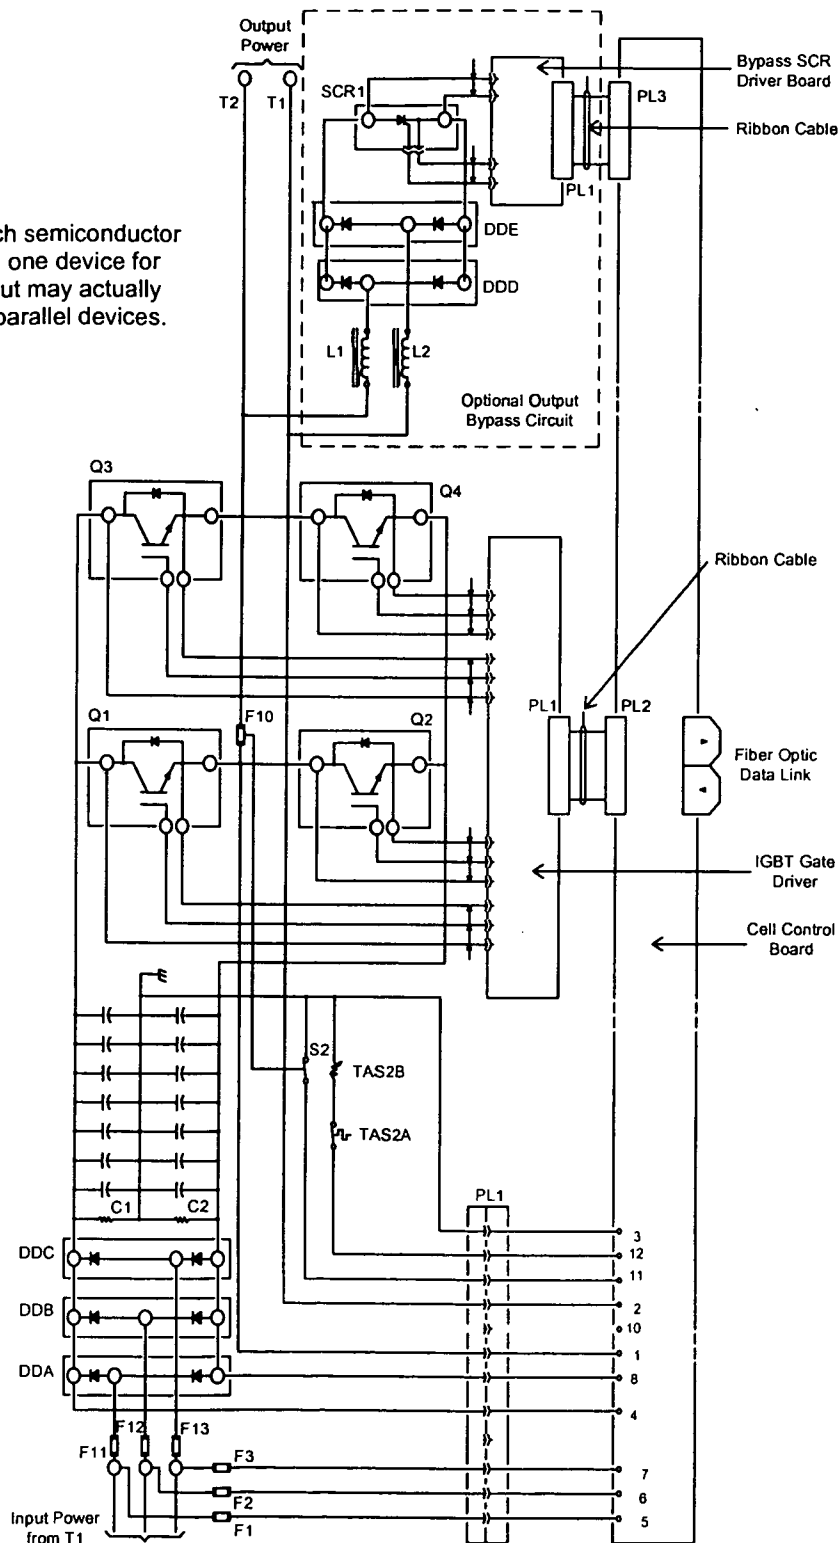 Output
Power
T2
T1
SCR1
Bypass SCR
Driver Board
PL3
Ribbon Cable
PL1
DDE
DDD
L1
L2
Optional Output
Bypass Circuit
ch semiconductor
one device for
ut may actually
parallel devices.
Q3
Q4
Ribbon Cable
Q1
F10
Q2
PL1
PL2
Fiber Optic
Data Link
IGBT Gate
Driver
Cell Control
Board
S2
TAS2B
TAS2A
C1
C2
PL1
DDC
DDB
DDA
3
12
11
2
10
1
8
4
7
6
5
F12
F13
F11
F3
F2
F1
Input Power
from T1